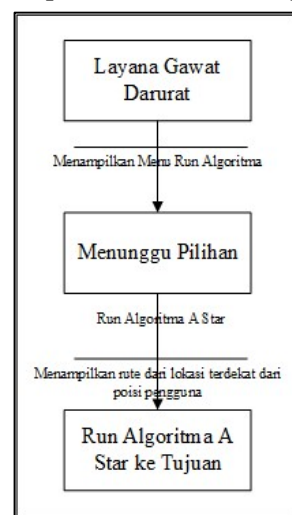 Layana Gawat
Darurat
Menampilkan Menu Run Algoritma
Menunggu Pilihan
Run Algoritma A Star
Menampilkan rute dari lokasi terdekat dari
poisi pengguna
Run Algoritma A
Star ke Tujuan